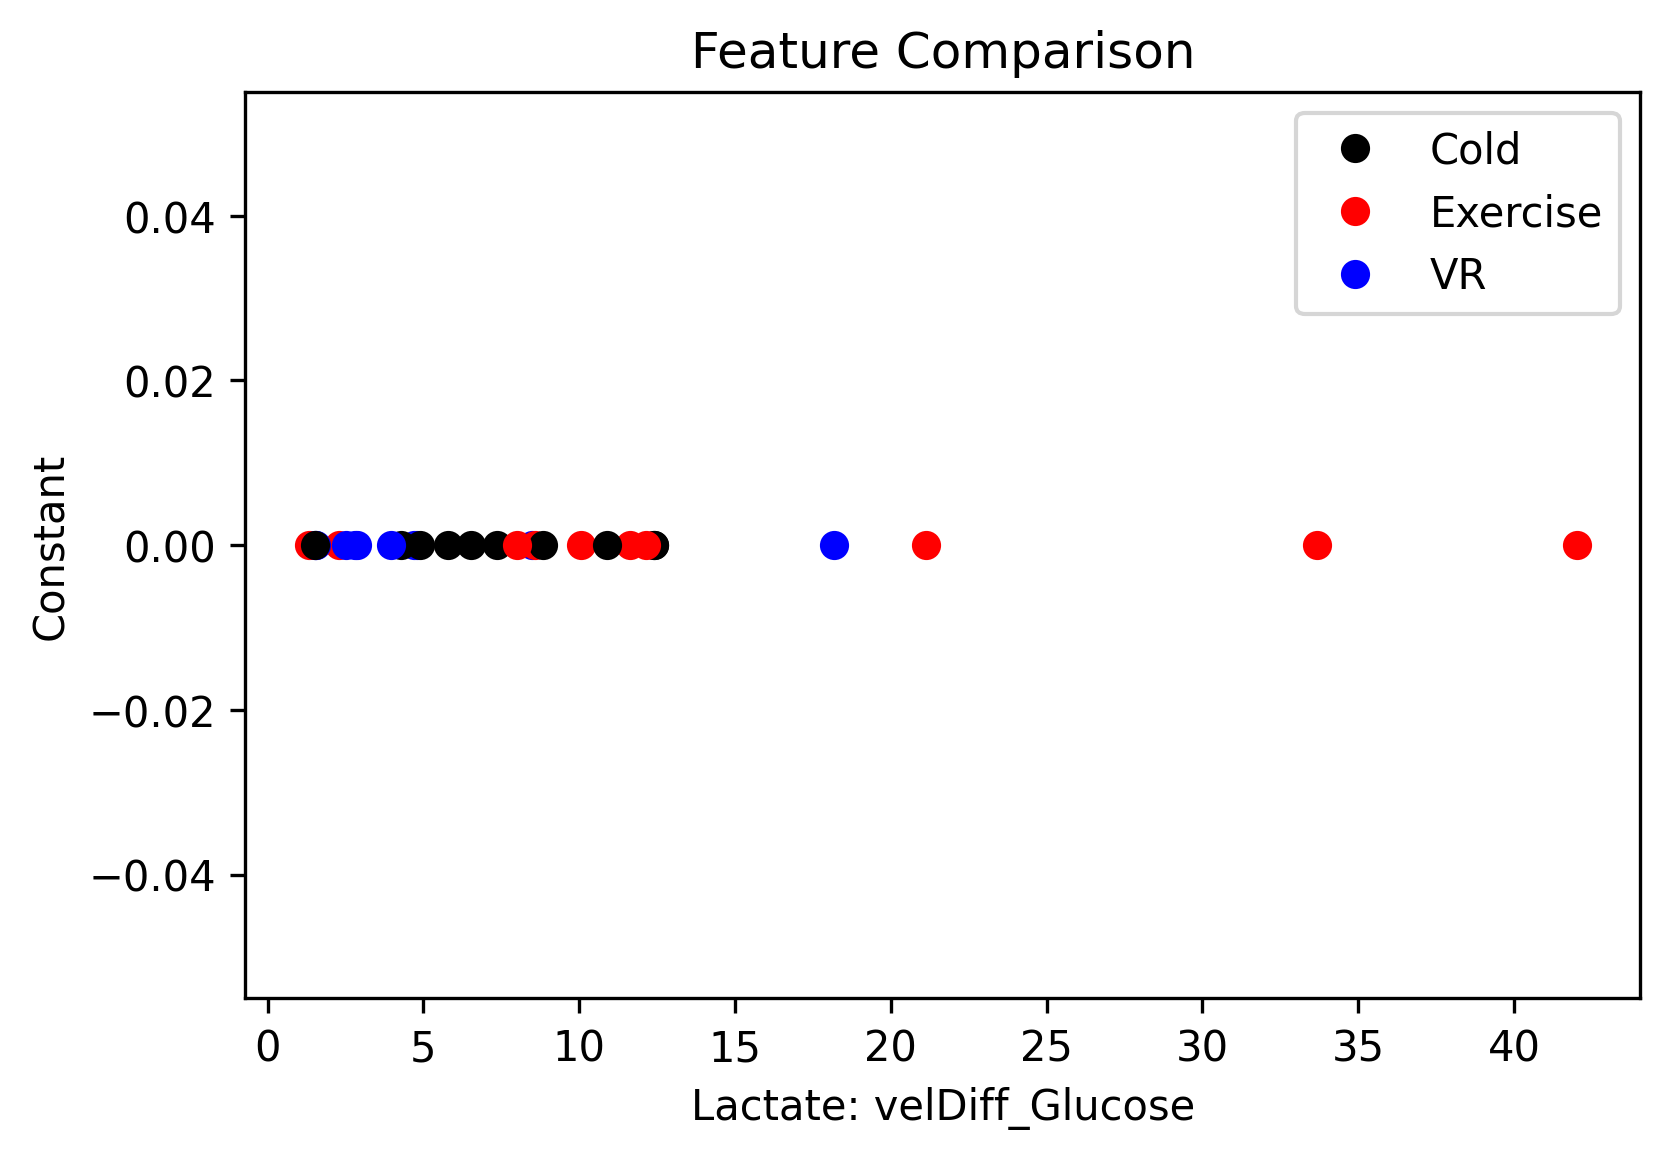 Feature Comparison
Cold
Exercise
VR
0.04
0.02
0.00
−0.02
−0.04
Constant
0 5 10 15 20 25 30 35 40
Lactate: velDiff_Glucose